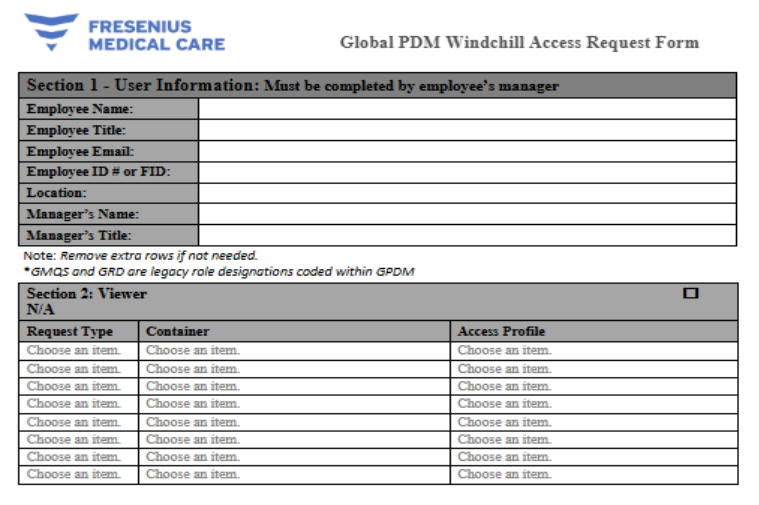 FRESENIUS
MEDICAL CARE
Global PDM Windchill Access Request Form
Section 1 - User Information: Must be completed by employee's manager
Employee Name:
Employee Title:
Employee Email:
Employee ID # or FID:
Location:
Manager's Name:
Manager's Title:
Note: Remove extra rows if not needed.
*GMQS and GRD are legacy role designations coded within GPDM
Section 2: Viewer
N/A
Request Type Container Access Profile
Choose an item. Choose an item. Choose an item.
Choose an item. Choose an item. Choose an item.
Choose an item. Choose an item. Choose an item.
Choose an item. Choose an item. Choose an item.
Choose an item. Choose an item. Choose an item.
Choose an item. Choose an item. Choose an item.
Choose an item. Choose an item. Choose an item.
Choose an item. Choose an item. Choose an item.